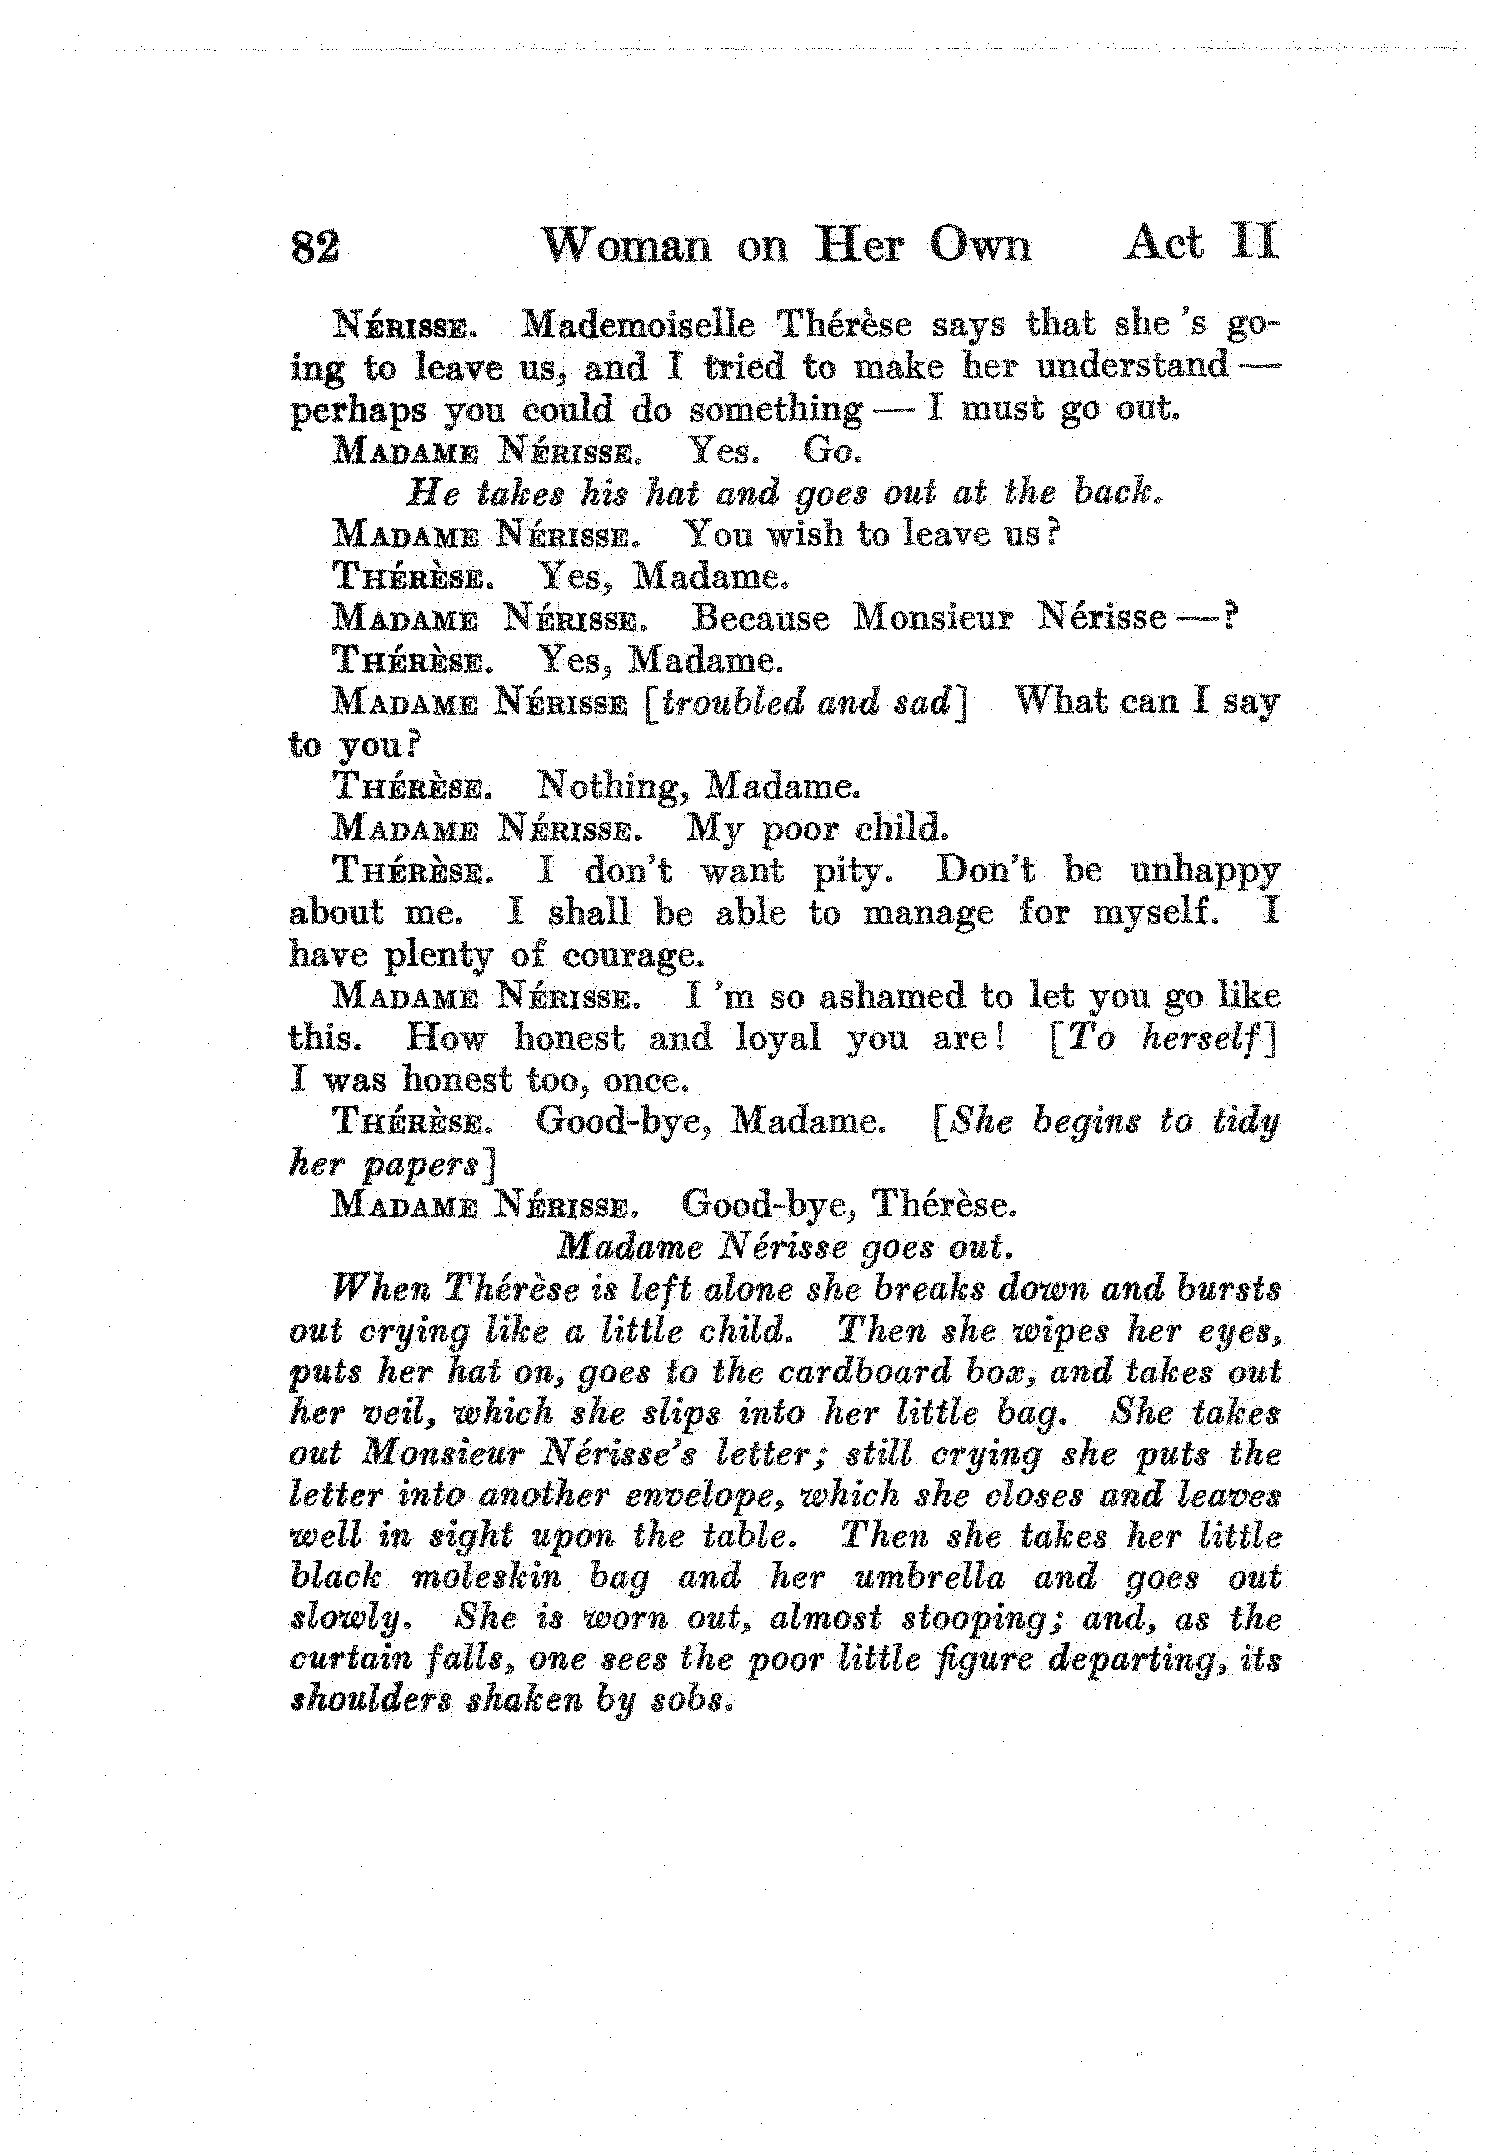 82 Woman on Her Own Act II
NÉRISSE. Mademoiselle Thérèse says that she 's go-
ing to leave us, and I tried to make her understand —
perhaps you could do something — I must go out.
MADAME NÉRISSE. Yes. Go.
He takes his hat and goes out at the back.
MADAME NÉRISSE. You wish to leave us?
THÉRÈSE. Yes, Madame.
MADAME NÉRISSE. Because Monsieur Nérisse —?
THÉRÈSE. Yes, Madame.
MADAME NÉRISSE [troubled and sad] What can I say
to you?
THÉRÈSE. Nothing, Madame.
MADAME NÉRISSE. My poor child.
THÉRÈSE. I don't want pity. Don't be unhappy
about me. I shall be able to manage for myself. I
have plenty of courage.
MADAME NÉRISSE. I 'm so ashamed to let you go like
this. How honest and loyal you are! [To herself]
I was honest too, once.
THÉRÈSE. Good-bye, Madame. [She begins to tidy
her papers]
MADAME NÉRISSE. Good-bye, Thérèse.
Madame Nérisse goes out.
When Thérèse is left alone she breaks down and bursts
out crying like a little child. Then she wipes her eyes,
puts her hat on, goes to the cardboard box, and takes out
her veil, which she slips into her little bag. She takes
out Monsieur Nérisse's letter; still crying she puts the
letter into another envelope, which she closes and leaves
well in sight upon the table. Then she takes her little
black moleskin bag and her umbrella and goes out
slowly. She is worn out, almost stooping; and, as the
curtain falls, one sees the poor little figure departing, its
shoulders shaken by sobs.